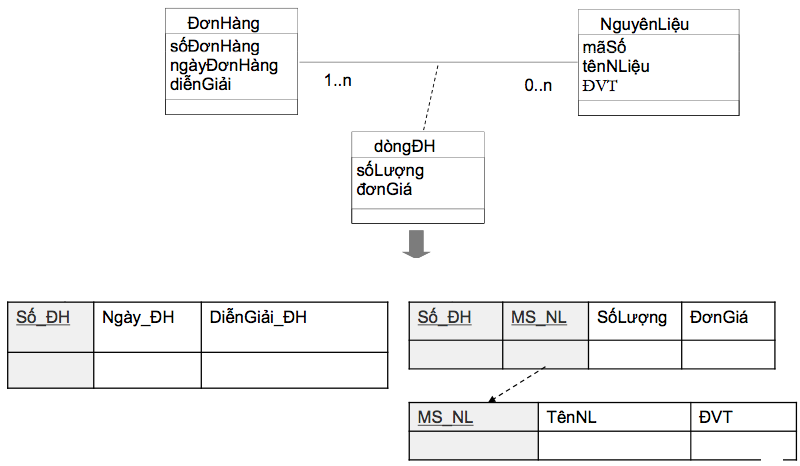 ĐơnHàng
sốĐơnHàng
ngàyĐơnHàng
diễnGiải
1..n
0..n
NguyênLiệu
mãSố
tênNLiệu
ĐVT
dòngĐH
sốLượng
đơnGiá
Số_ĐH Ngày_ĐH DiễnGiải_ĐH
Số_ĐH MS_NL SốLượng ĐơnGiá
MS_NL TênNL ĐVT